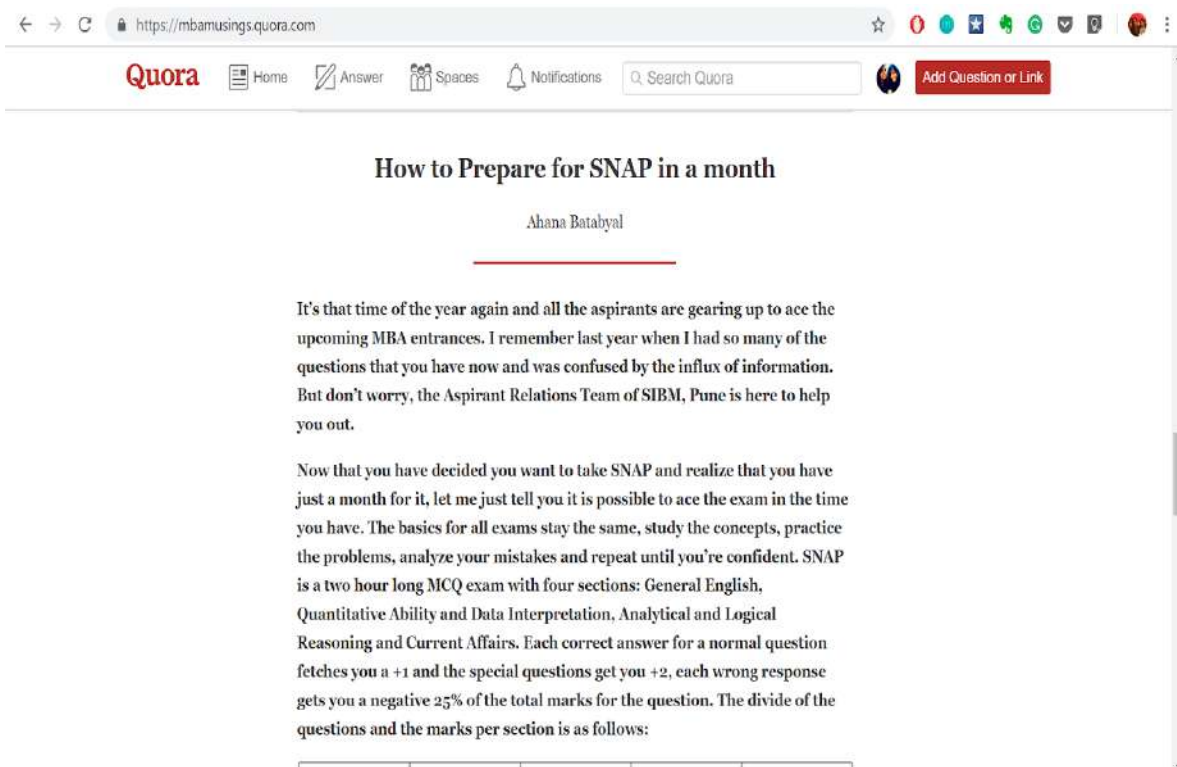 https://mbamusings.quora.com
Quora Home Answer Spaces Notifications Search Quora Add Question or Link
How to Prepare for SNAP in a month
Ahana Batabyal
It's that time of the year again and all the aspirants are gearing up to ace the
upcoming MBA entrances. I remember last year when I had so many of the
questions that you have now and was confused by the influx of information.
But don't worry, the Aspirant Relations Team of SIBM, Pune is here to help
you out.
Now that you have decided you want to take SNAP and realize that you have
just a month for it, let me just tell you it is possible to ace the exam in the time
you have. The basics for all exams stay the same, study the concepts, practice
the problems, analyze your mistakes and repeat until you're confident. SNAP
is a two hour long MCQ exam with four sections: General English,
Quantitative Ability and Data Interpretation, Analytical and Logical
Reasoning and Current Affairs. Each correct answer for a normal question
fetches you a +1 and the special questions get you +2, each wrong response
gets you a negative 25% of the total marks for the question. The divide of the
questions and the marks per section is as follows: